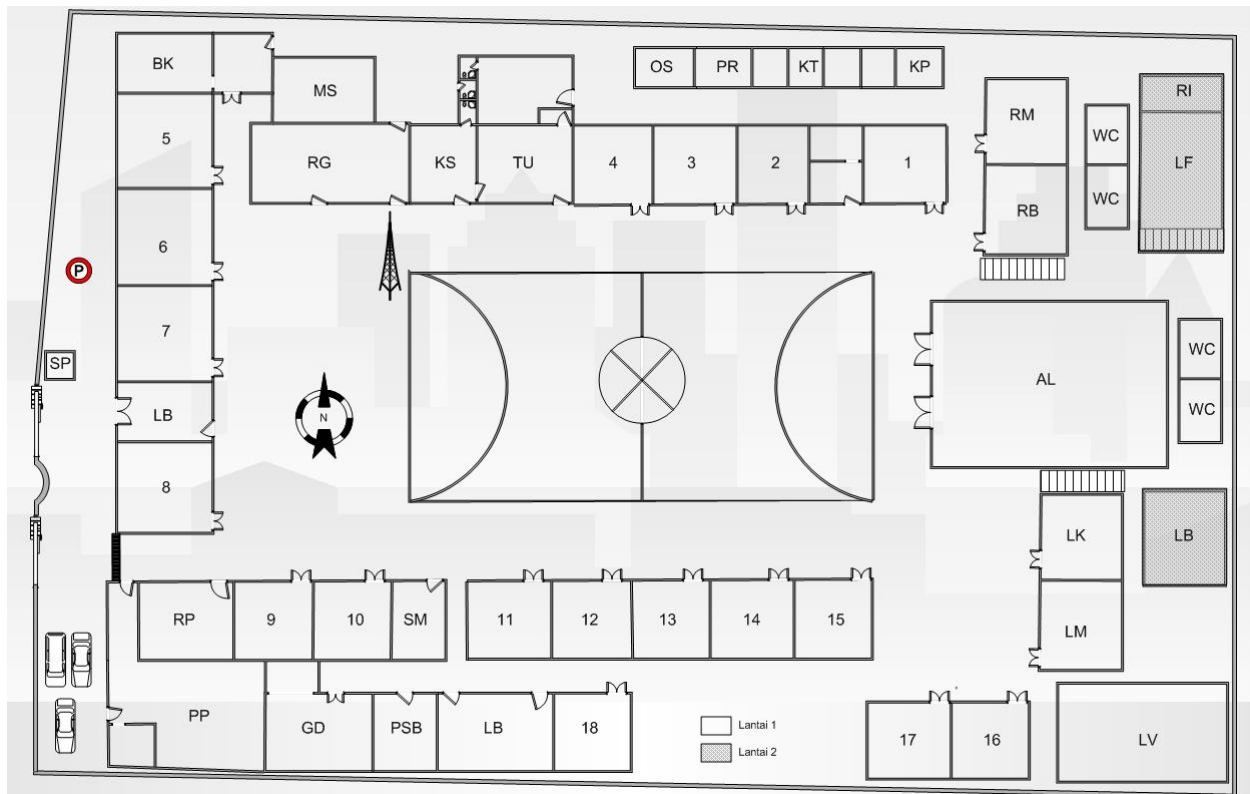 BK
MS
OS
PR
KT
KP
RM
RI
WC
LF
WC
5
RG
KS
TU
4
3
2
1
RB
6
P
7
SP
LB
N
AL
WC
WC
8
LK
LB
RP
9
10
SM
11
12
13
14
15
LM
PP
GD
PSB
LB
18
Lantai 1
Lantai 2
17
16
LV